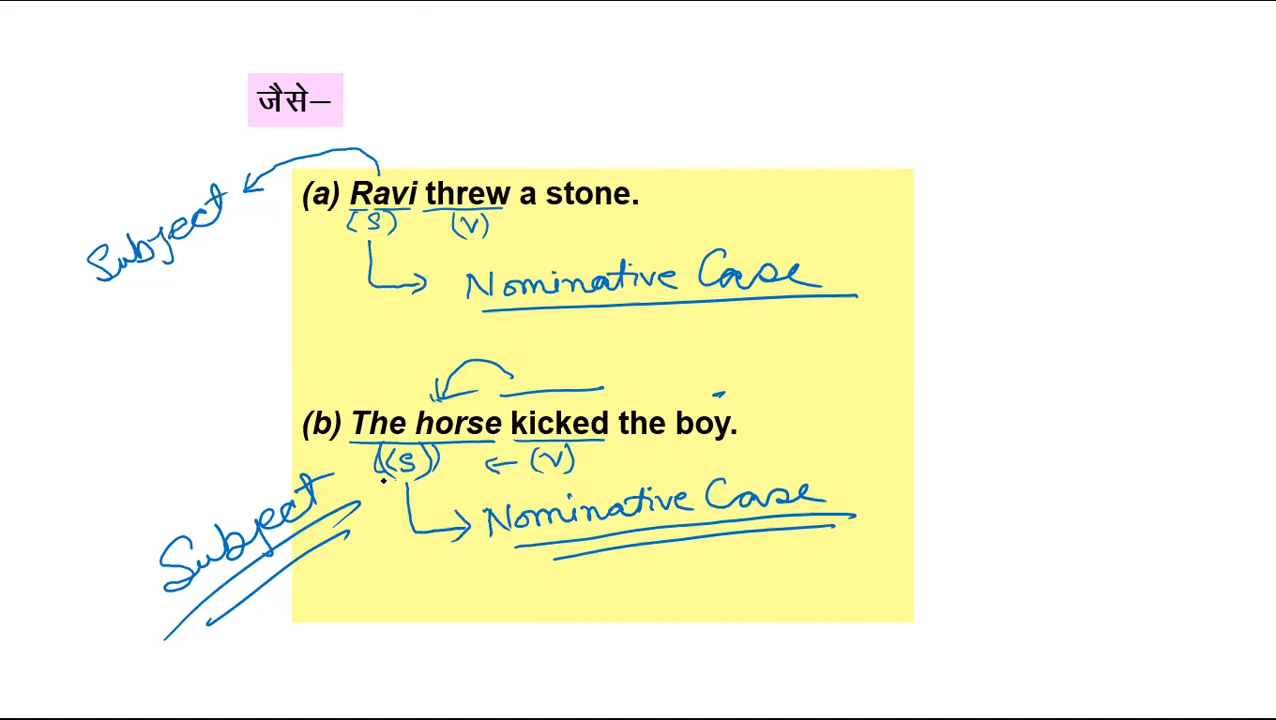 जैसे–
(a) Ravi threw a stone.
Subject
(S) (V)
Nominative Case
(b) The horse kicked the boy.
((S)) ← (V)
Nominative Case
Subject